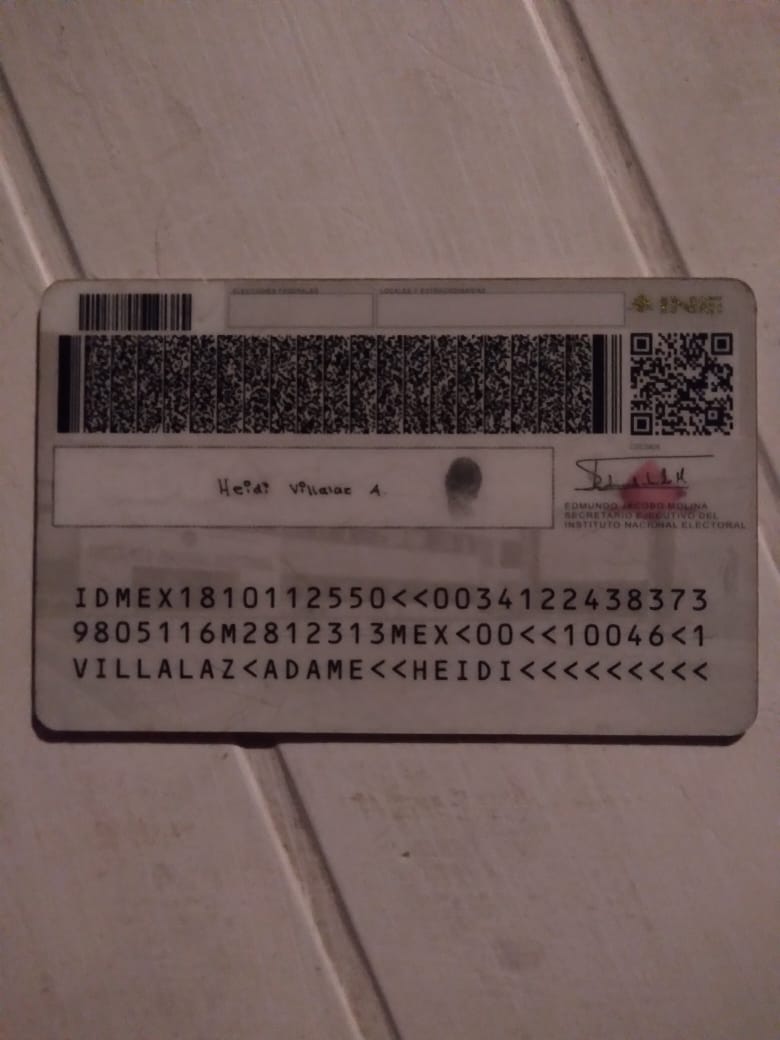 ELECCIONES FEDERALES
LOCALES Y EXTRAORDINARIAS
INE
Heidi Villalaz A.
EDMUNDO JACOBO MOLINA
SECRETARIO EJECUTIVO DEL
INSTITUTO NACIONAL ELECTORAL
IDMEX1810112550<<0034122438373
9805116M2812313MEX<00<<10046<1
VILLALAZ<ADAME<<HEIDI<<<<<<<<<